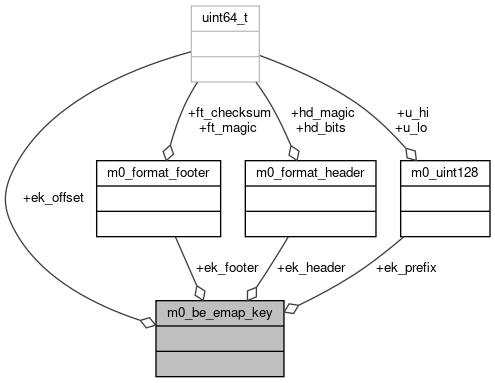 uint64_t
+ft_checksum
+ft_magic
+hd_magic
+hd_bits
+u_hi
+u_lo
m0_format_footer
m0_format_header
m0_uint128
+ek_offset
+ek_footer
+ek_header
+ek_prefix
m0_be_emap_key